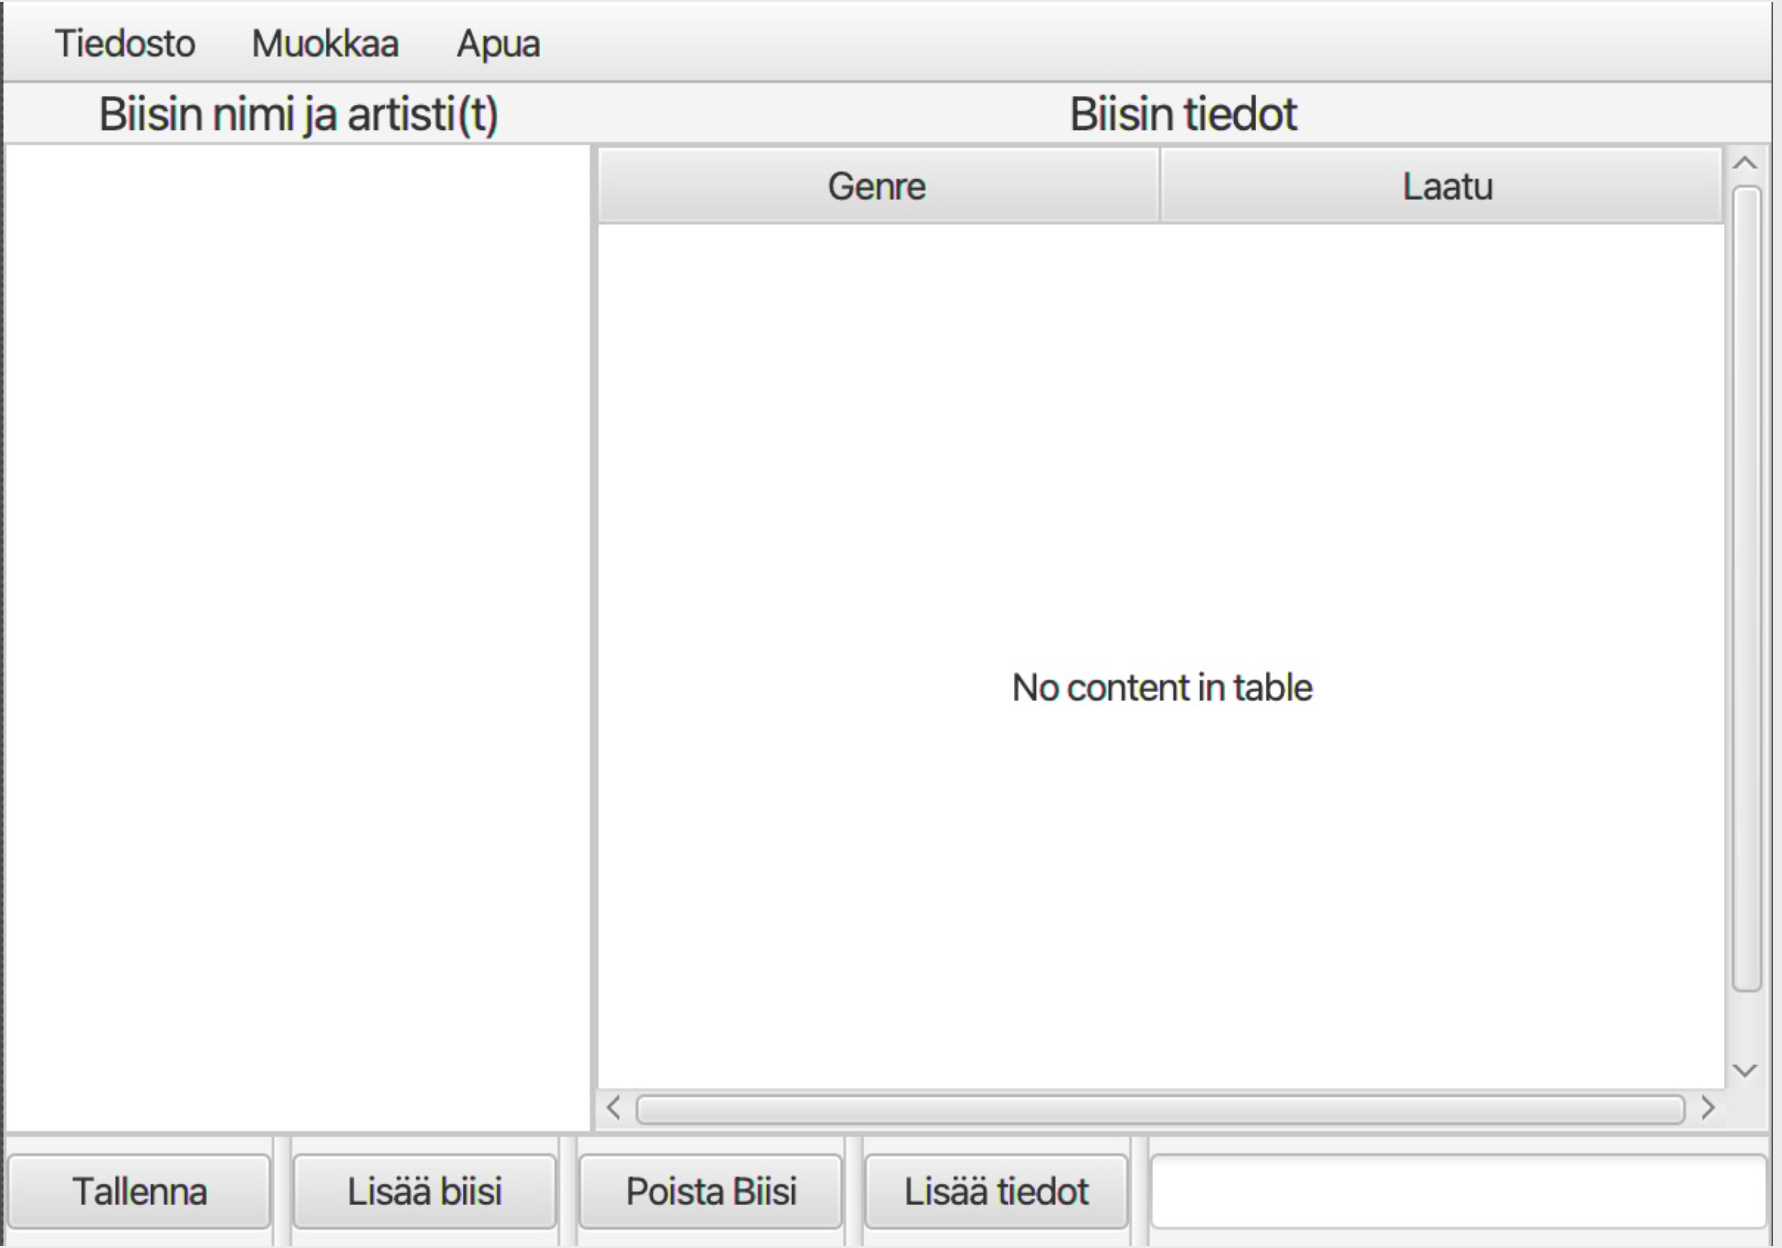 Tiedosto Muokkaa Apua
Biisin nimi ja artisti(t) Biisin tiedot
Genre Laatu
No content in table
Tallenna Lisää biisi Poista Biisi Lisää tiedot